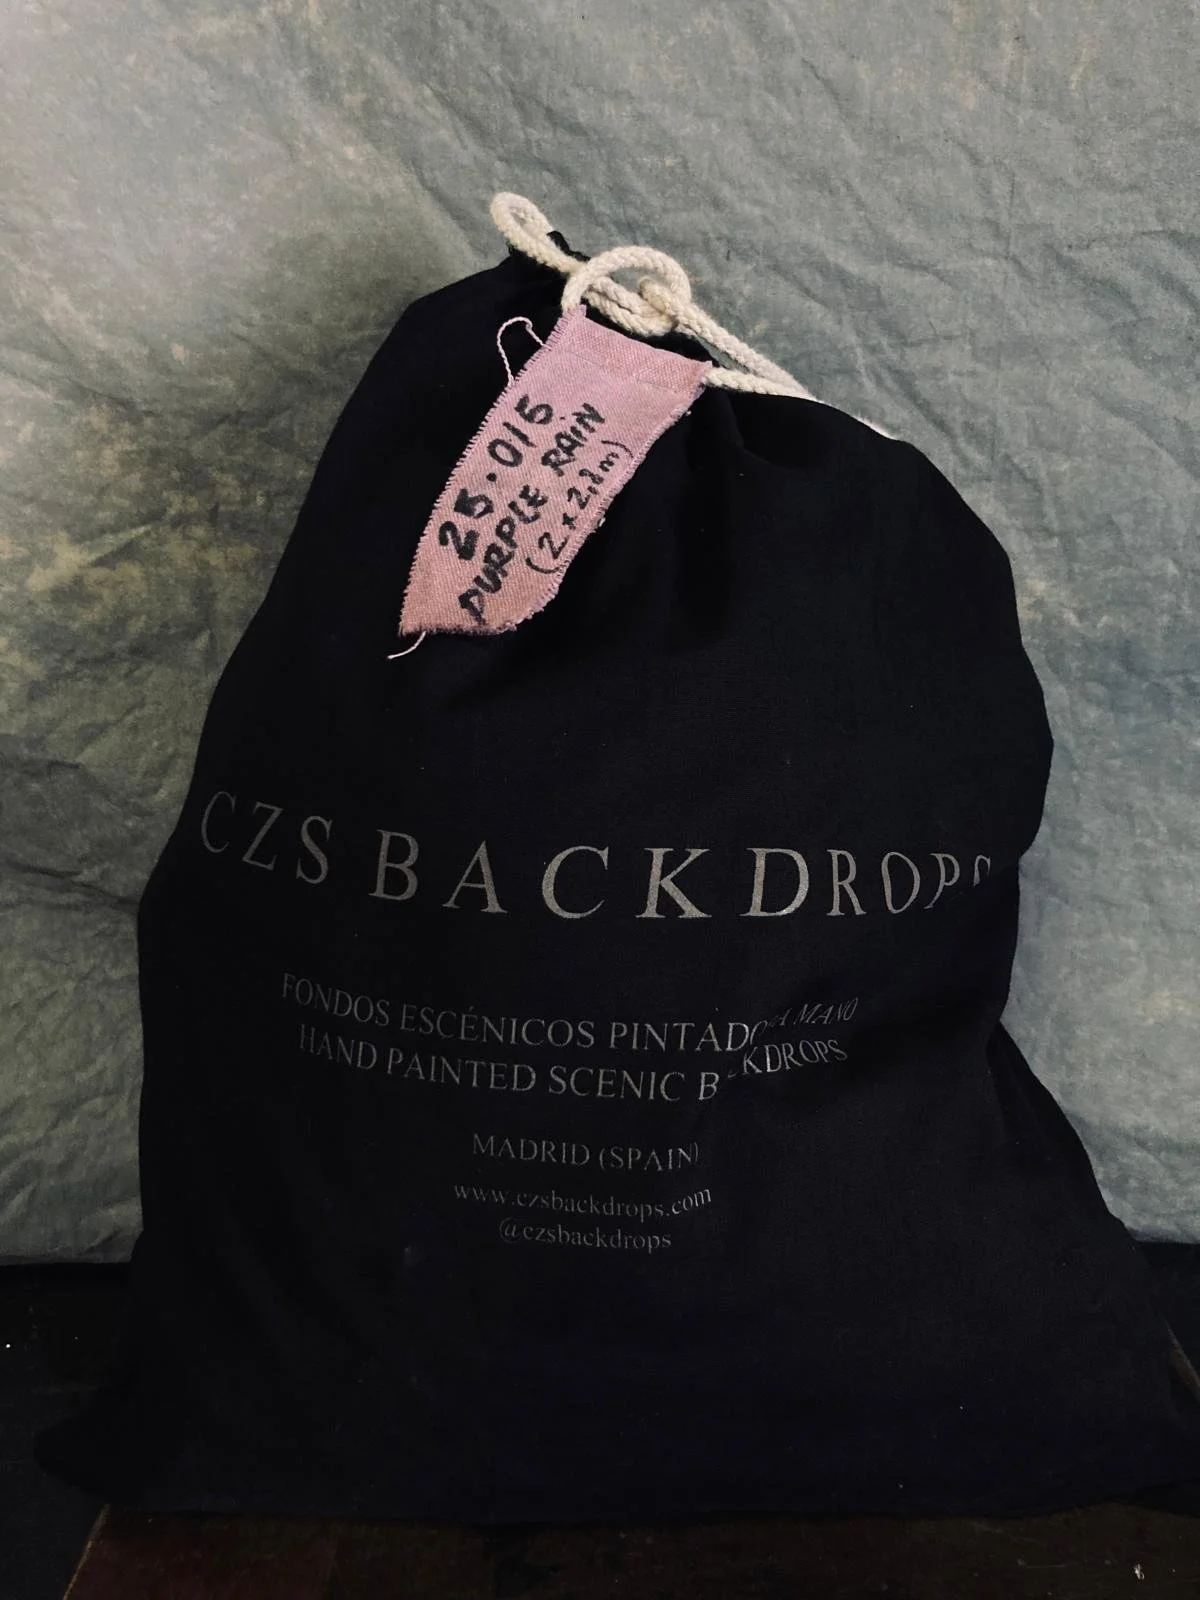 25.015
PURPLE RAIN
(2 x 2,8m)
CZS BACKDROPS
FONDOS ESCÉNICOS PINTADOS A MANO
HAND PAINTED SCENIC BACKDROPS
MADRID (SPAIN)
www.czsbackdrops.com
@czsbackdrops